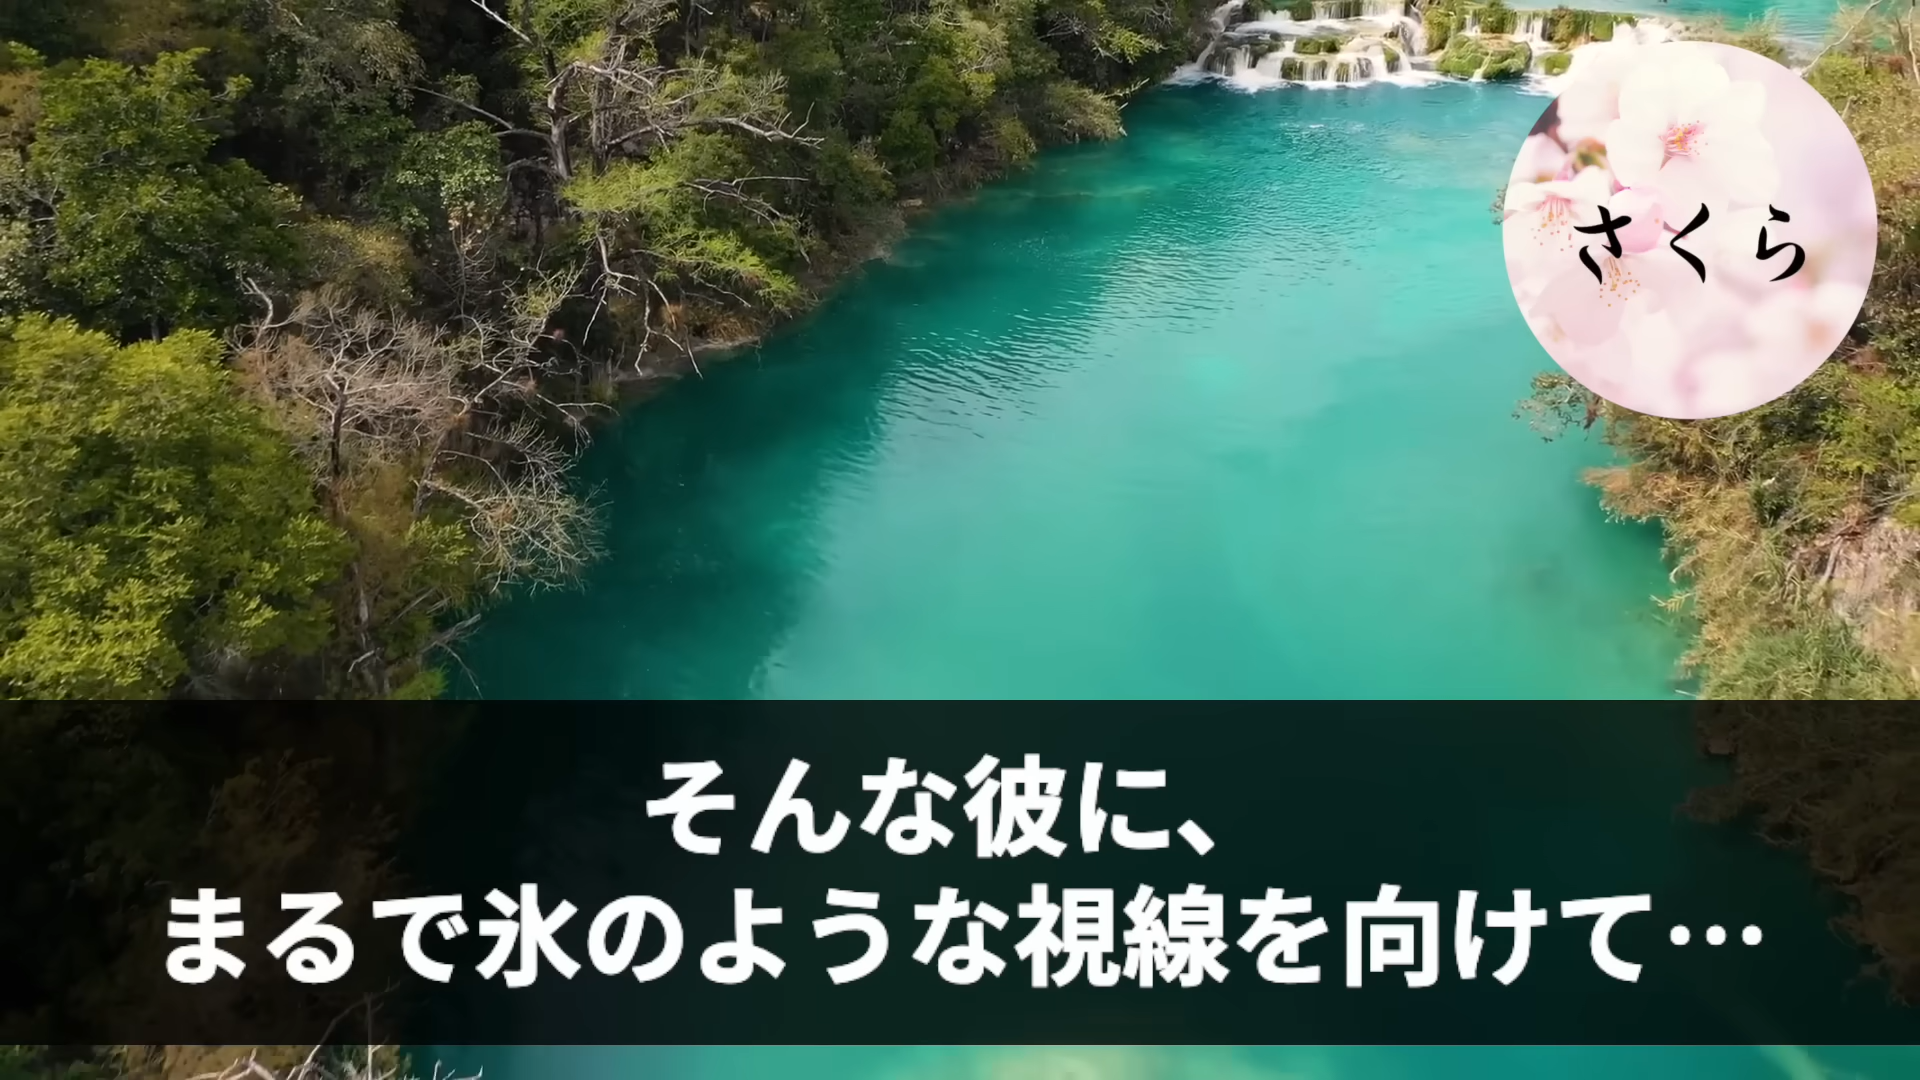 さくら
そんな彼に、
まるで氷のような視線を向けて…